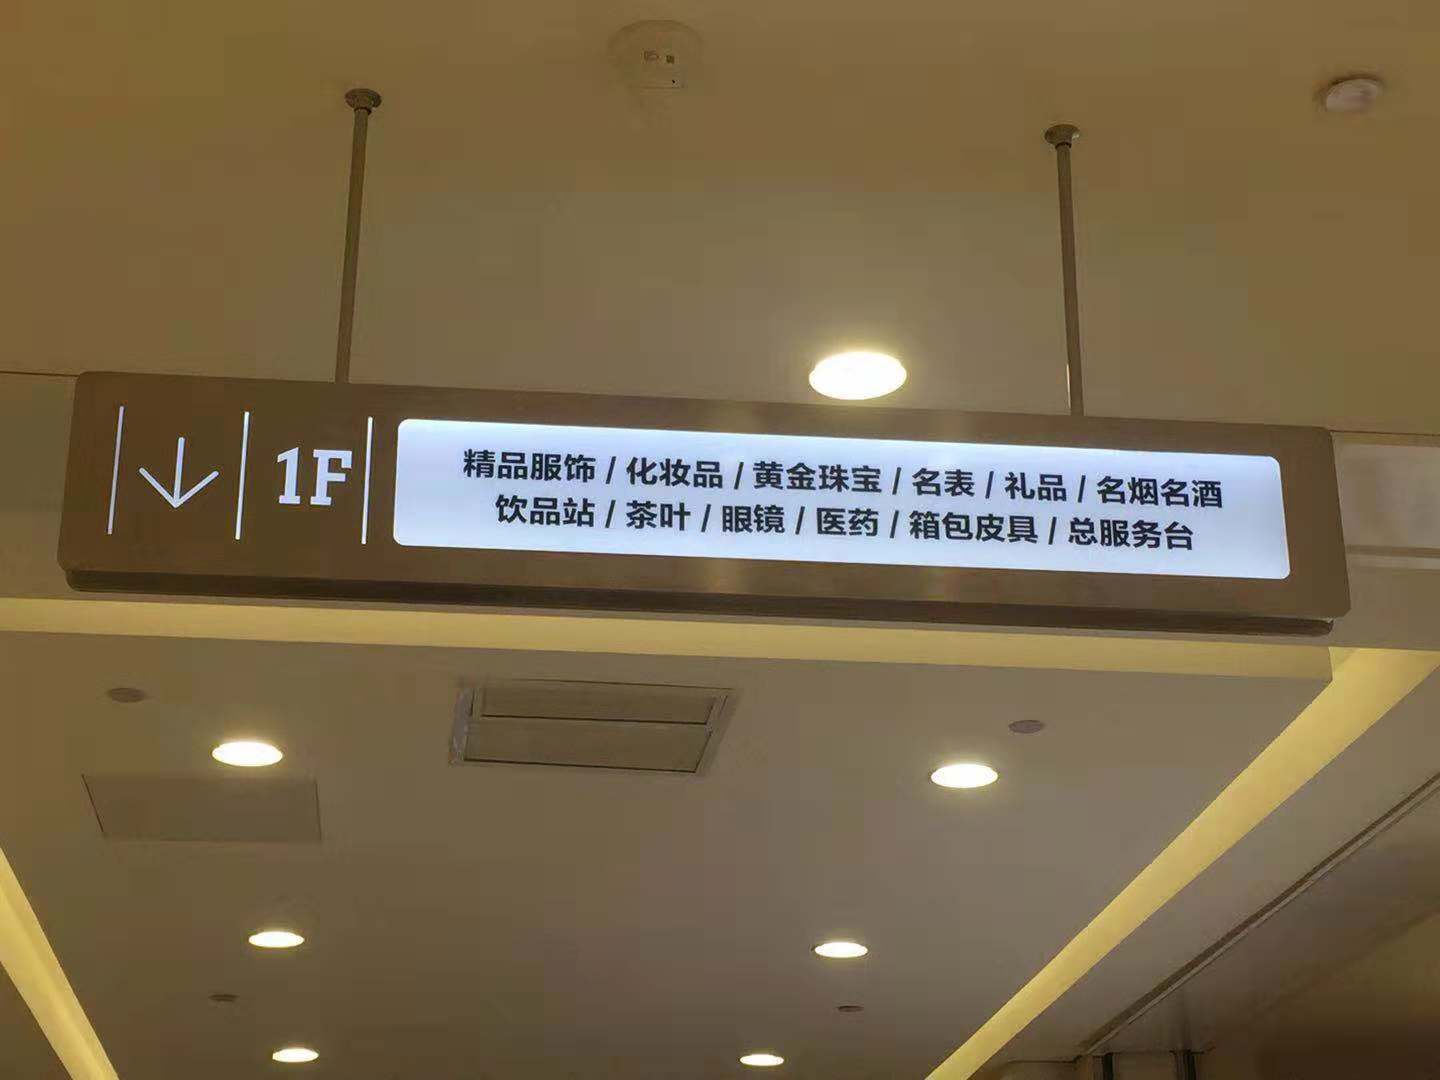 1F
精品服饰 / 化妆品 / 黄金珠宝 / 名表 / 礼品 / 名烟名酒
饮品站 / 茶叶 / 眼镜 / 医药 / 箱包皮具 / 总服务台